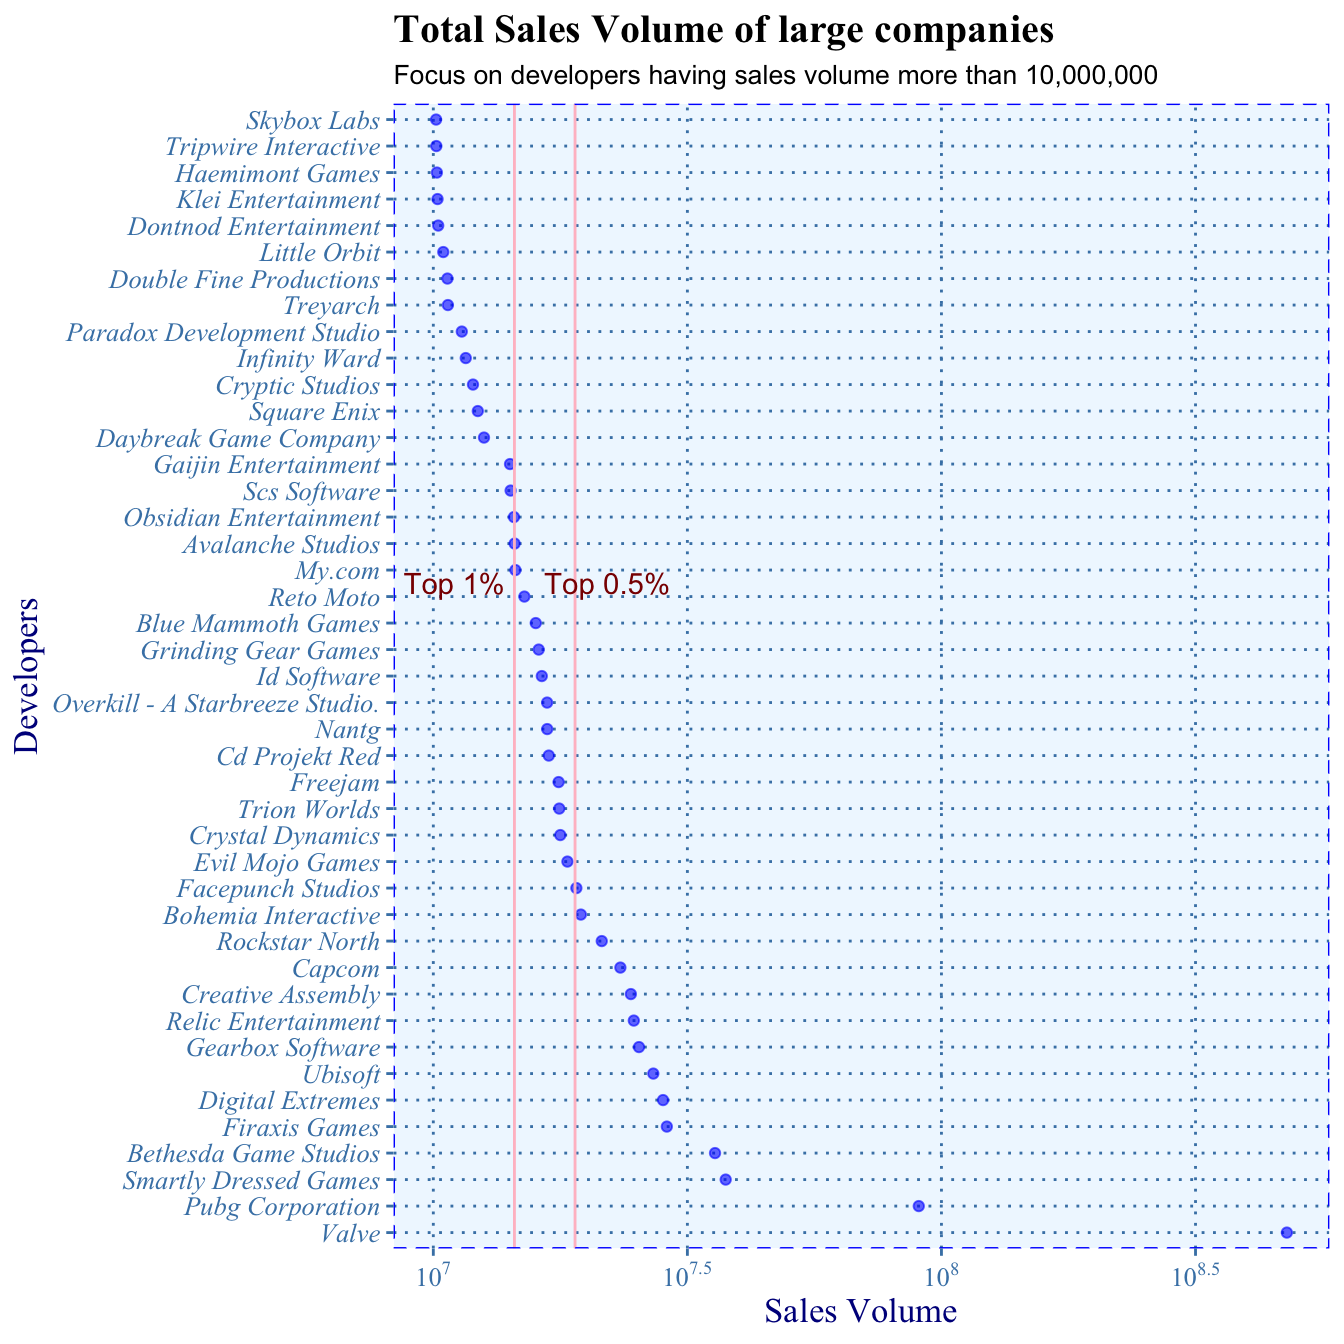 Total Sales Volume of large companies
Focus on developers having sales volume more than 10,000,000
Skybox Labs
Tripwire Interactive
Haemimont Games
Klei Entertainment
Dontnod Entertainment
Little Orbit
Double Fine Productions
Treyarch
Paradox Development Studio
Infinity Ward
Cryptic Studios
Square Enix
Daybreak Game Company
Gaijin Entertainment
Scs Software
Obsidian Entertainment
Avalanche Studios
My.com
Top 1% Top 0.5%
Reto Moto
Blue Mammoth Games
Grinding Gear Games
Id Software
Overkill - A Starbreeze Studio.
Nantg
Cd Projekt Red
Freejam
Trion Worlds
Crystal Dynamics
Evil Mojo Games
Facepunch Studios
Bohemia Interactive
Rockstar North
Capcom
Creative Assembly
Relic Entertainment
Gearbox Software
Ubisoft
Digital Extremes
Firaxis Games
Bethesda Game Studios
Smartly Dressed Games
Pubg Corporation
Valve
Developers
10^7 10^7.5 10^8 10^8.5
Sales Volume